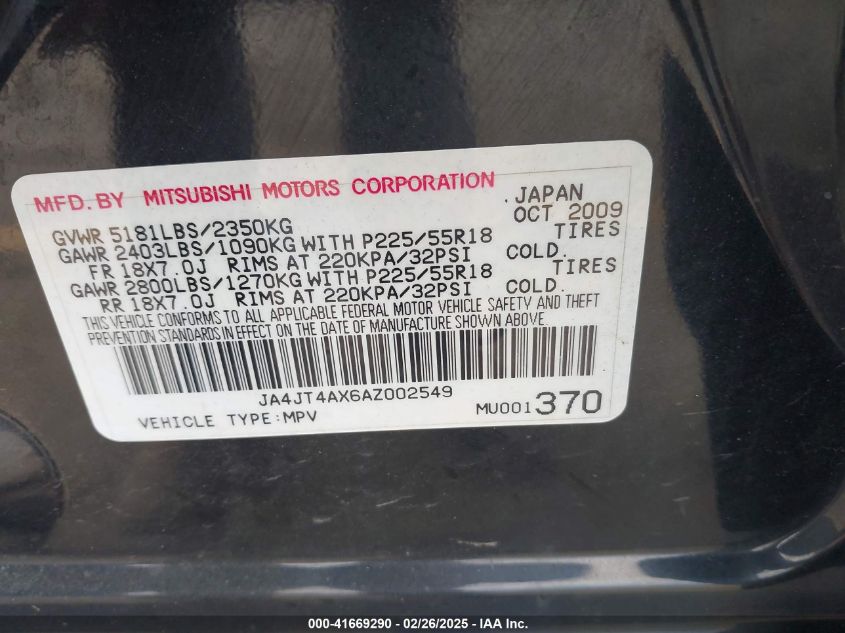 MFD. BY MITSUBISHI MOTORS CORPORATION . JAPAN
GVWR 5181LBS/2350KG OCT 2009
GAWR 2403LBS/1090KG WITH P225/55R18 TIRES
FR 18X7.0J RIMS AT 220KPA/32PSI COLD.
GAWR 2800LBS/1270KG WITH P225/55R18 TIRES
RR 18X7.0J RIMS AT 220KPA/32PSI COLD.
THIS VEHICLE CONFORMS TO ALL APPLICABLE FEDERAL MOTOR VEHICLE SAFETY AND THEFT
PREVENTION STANDARDS IN EFFECT ON THE DATE OF MANUFACTURE SHOWN ABOVE.
JA4JT4AX6AZ002549
VEHICLE TYPE:MPV MU001370
000-41669290 - 02/26/2025 - IAA Inc.